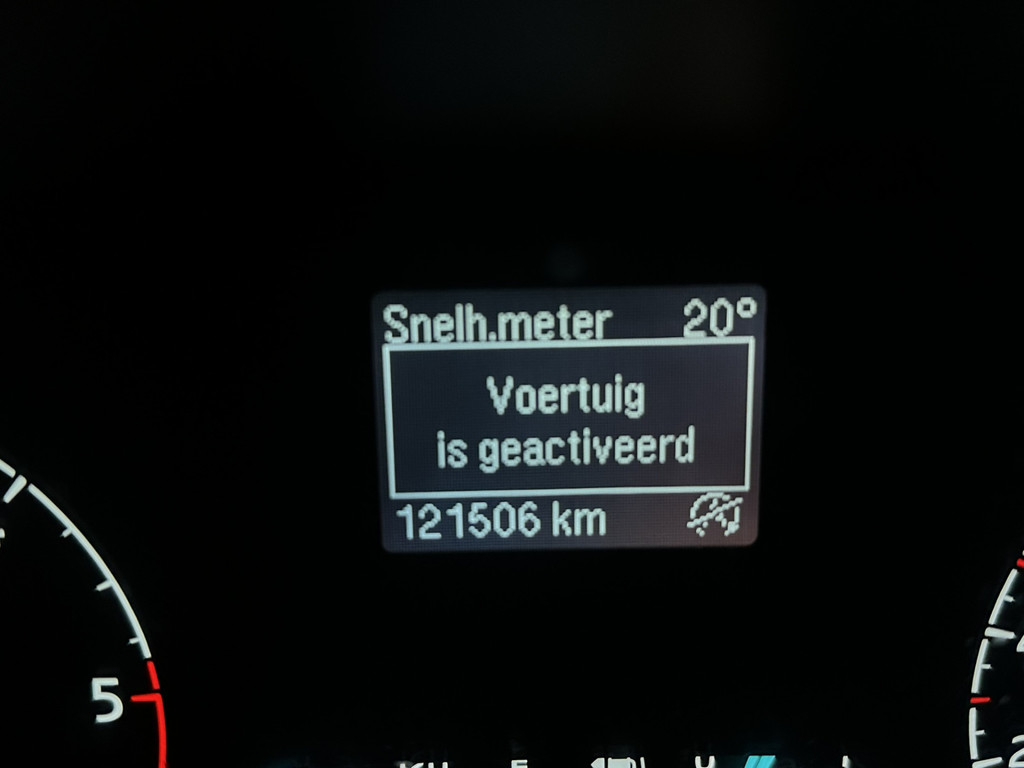 Snelh.meter 20°
Voertuig
is geactiveerd
121506 km
5